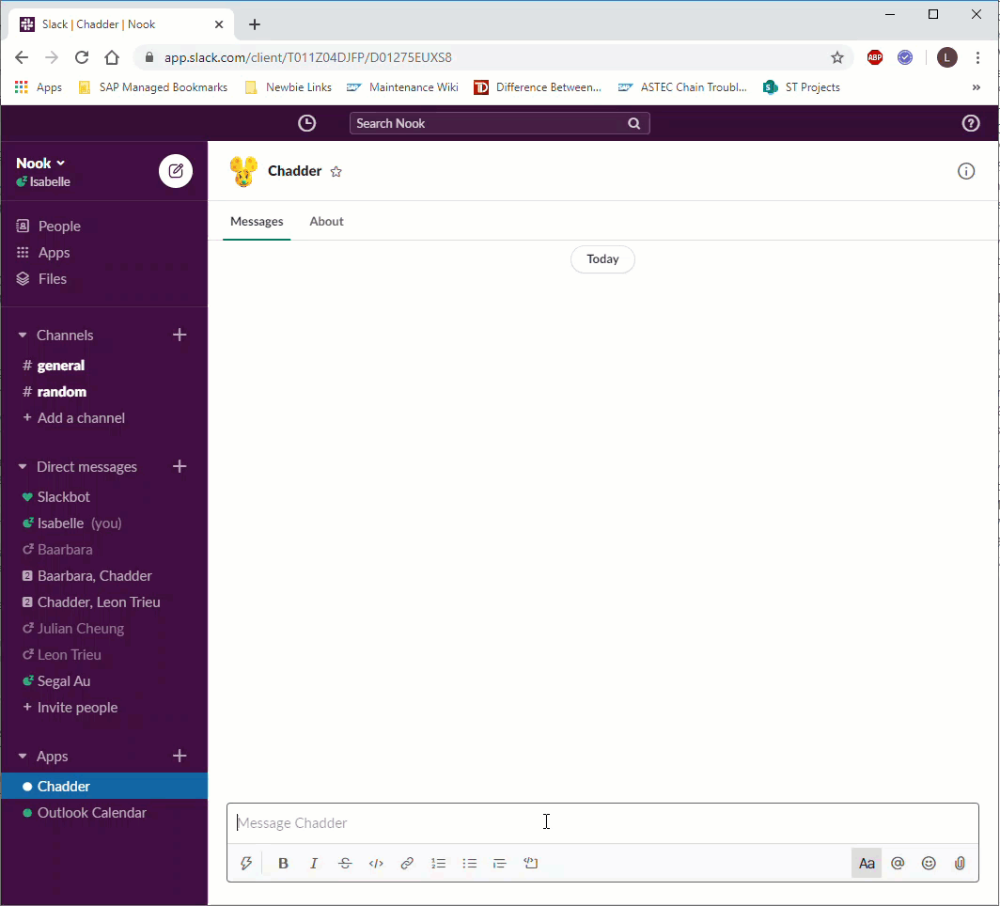 Slack | Chadder | Nook
app.slack.com/client/T011Z04DJFP/D01275EUXS8
ABP
L
Apps
SAP Managed Bookmarks
Newbie Links
Maintenance Wiki
Difference Between...
ASTEC Chain Troubl...
ST Projects
»
Search Nook
Nook
Isabelle
Chadder
People
Apps
Files
Messages
About
Today
Channels
# general
# random
+ Add a channel
Direct messages
Slackbot
Isabelle (you)
Baarbara
2 Baarbara, Chadder
2 Chadder, Leon Trieu
Julian Cheung
Leon Trieu
Segal Au
+ Invite people
Apps
Chadder
Outlook Calendar
Message Chadder
B
I
S
</>
Aa
@